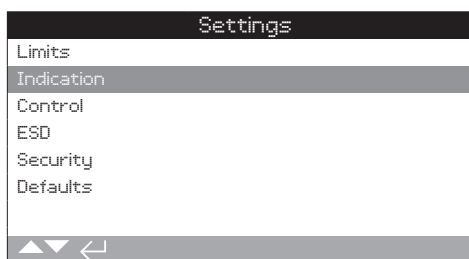 Settings
Limits
Indication
Control
ESD
Security
Defaults